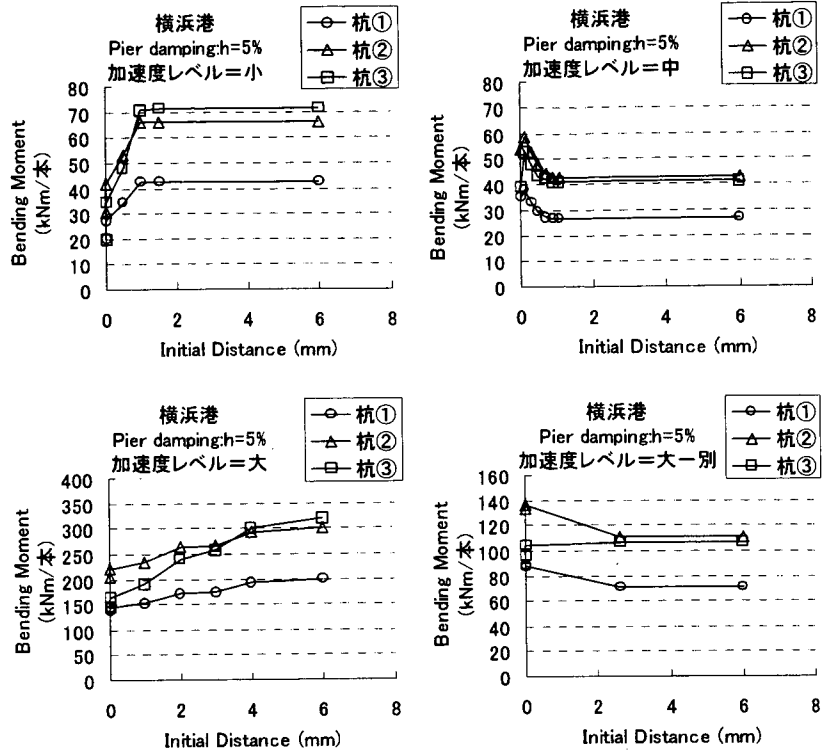 横浜港
Pier damping:h=5%
加速度レベル=小
杭①
杭②
杭③
Bending Moment
(kNm/本)
80
70
60
50
40
30
20
10
0
0 2 4 6 8
Initial Distance (mm)
横浜港
Pier damping:h=5%
加速度レベル=中
杭①
杭②
杭③
Bending Moment
(kNm/本)
80
70
60
50
40
30
20
10
0
0 2 4 6 8
Initial Distance (mm)
横浜港
Pier damping:h=5%
加速度レベル=大
杭①
杭②
杭③
Bending Moment
(kNm/本)
400
350
300
250
200
150
100
50
0
0 2 4 6 8
Initial Distance (mm)
横浜港
Pier damping:h=5%
加速度レベル=大ー別
杭①
杭②
杭③
Bending Moment
(kNm/本)
160
140
120
100
80
60
40
20
0
0 2 4 6 8
Initial Distance (mm)